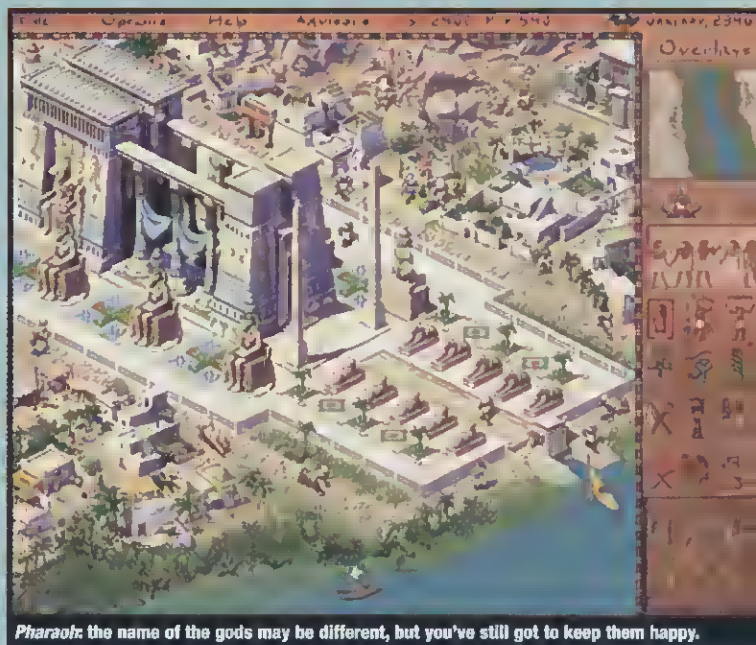 File Options Help Advisors
Overlays
Pharaoh: the name of the gods may be different, but you've still got to keep them happy.